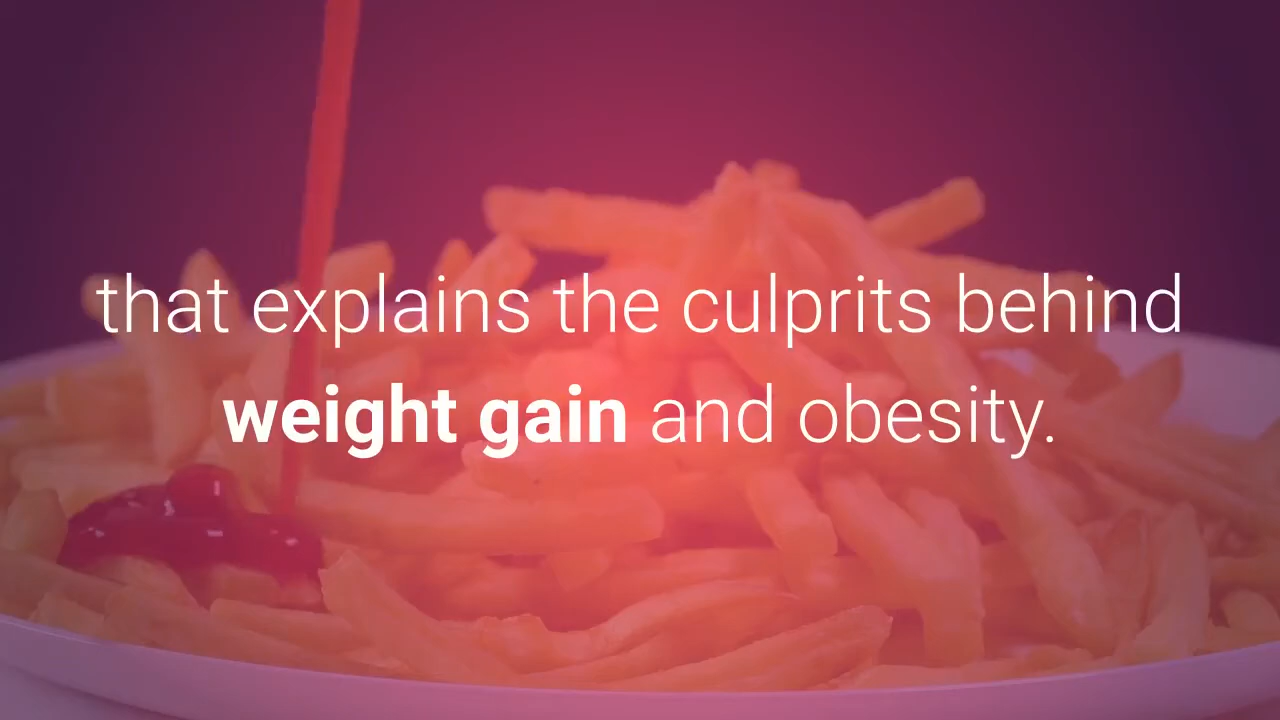 that explains the culprits behind
weight gain and obesity.